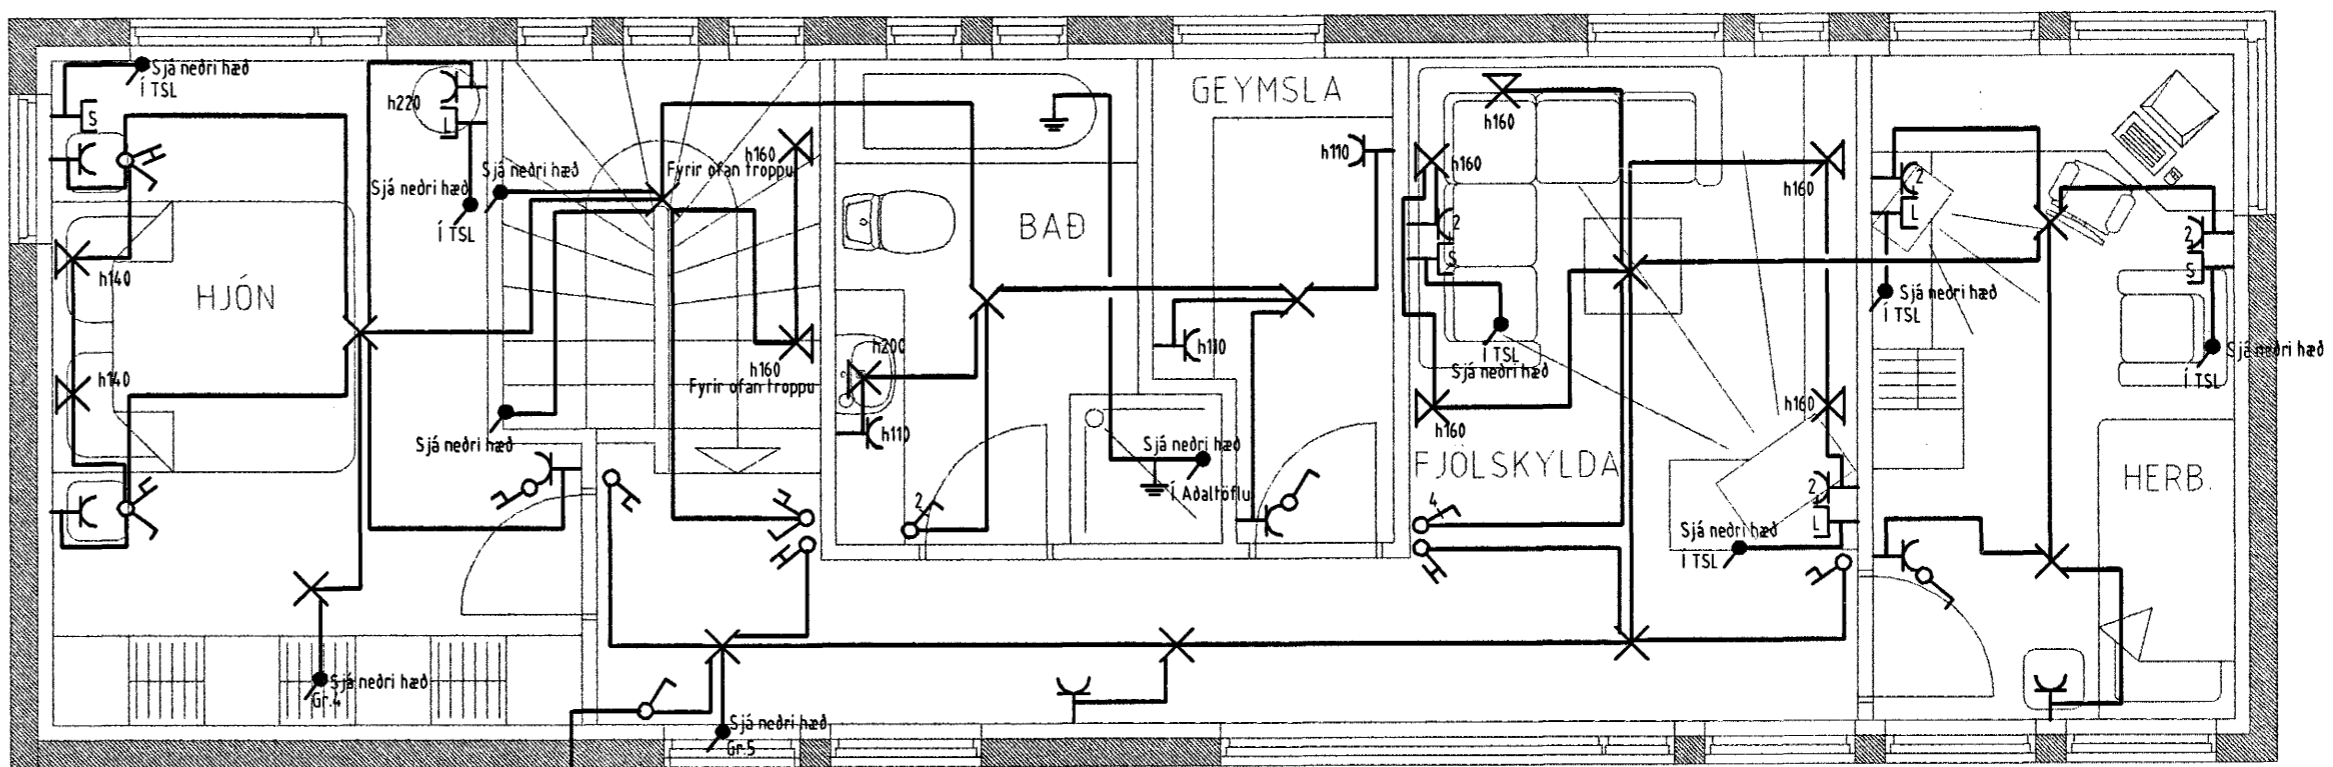 Sjá neðri hæð
Í TSL
S
h140
HJÓN
h140
h220
L
Sjá neðri hæð
Í TSL
Sjá neðri hæð
Sjá neðri hæð
Sjá neðri hæð
Gr.4
h160
Fyrir ofan troppu
h160
Fyrir ofan troppu
BAÐ
h200
h110
2
GEYMSLA
h110
h110
Sjá neðri hæð
Í Aðaltöflu
Sjá neðri hæð
Gr.5
h160
h160
2
S
Í TSL
Sjá neðri hæð
h160
FJÖLSKYLDA
4
h160
h160
2
L
Sjá neðri hæð
Í TSL
2
L
Sjá neðri hæð
Í TSL
2
S
Sjá neðri hæð
Í TSL
HERB.